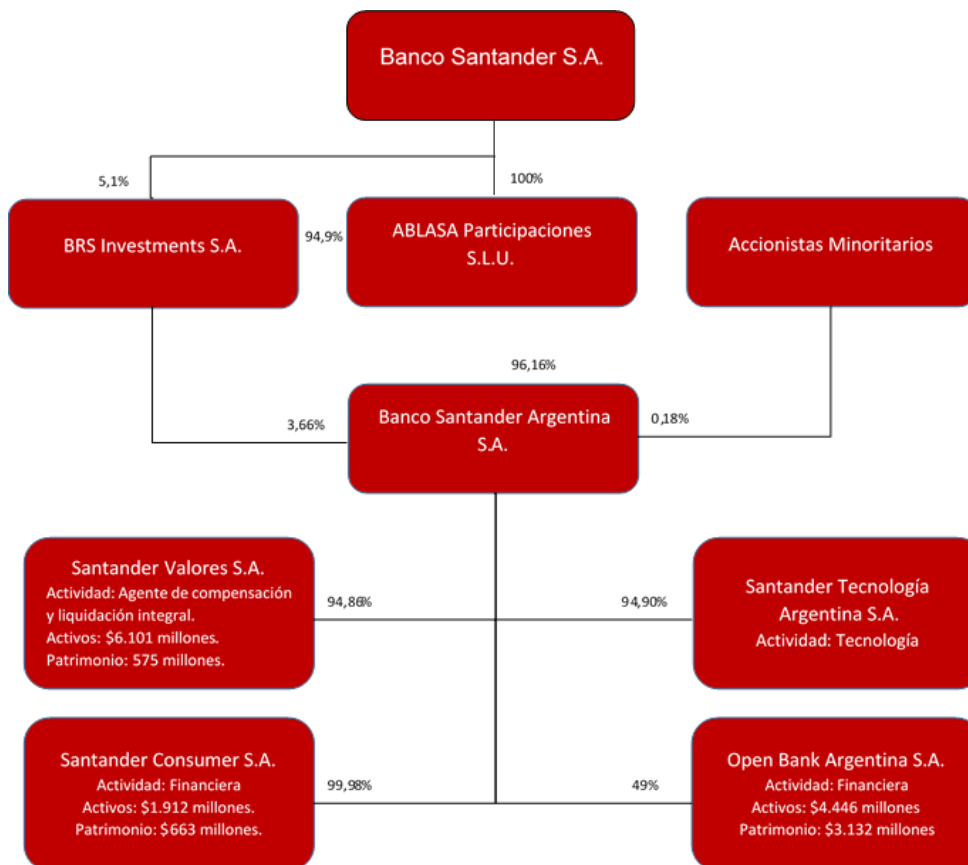 Banco Santander S.A.
5,1%
100%
BRS Investments S.A.
94,9%
ABLASA Participaciones
S.L.U.
Accionistas Minoritarios
96,16%
3,66%
Banco Santander Argentina
S.A.
0,18%
Santander Valores S.A.
Actividad: Agente de compensación
y liquidación integral.
Activos: $6.101 millones.
Patrimonio: 575 millones.
94,86%
94,90%
Santander Tecnología
Argentina S.A.
Actividad: Tecnología
Santander Consumer S.A.
Actividad: Financiera
Activos: $1.912 millones.
Patrimonio: $663 millones.
99,98%
49%
Open Bank Argentina S.A.
Actividad: Financiera
Activos: $4.446 millones
Patrimonio: $3.132 millones